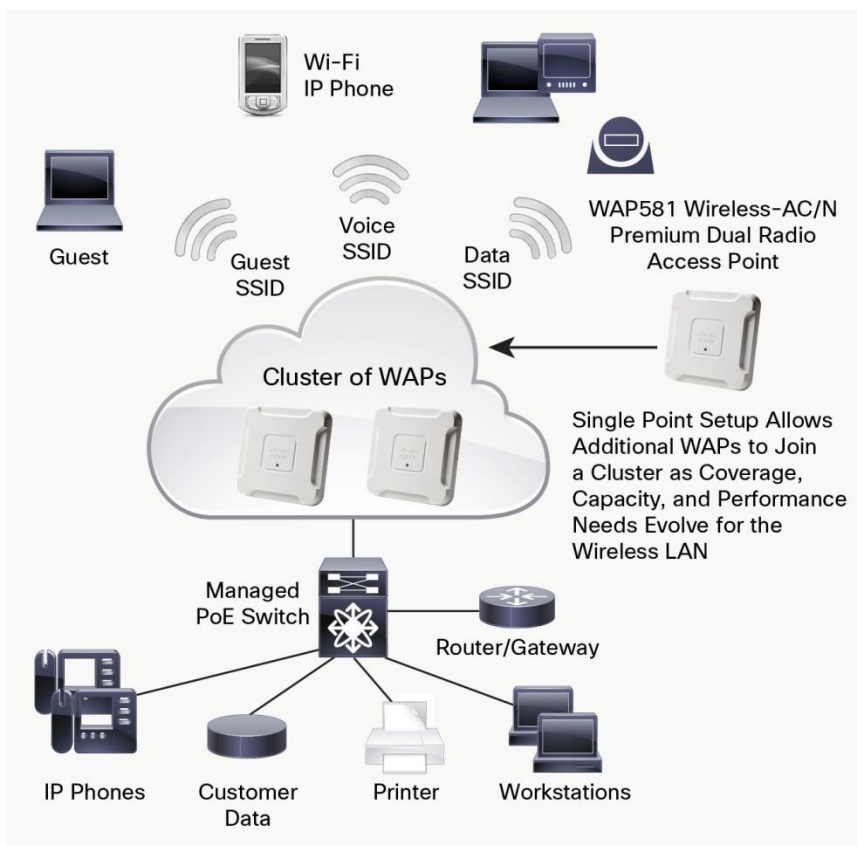 Wi-Fi
IP Phone
Guest
Guest
SSID
Voice
SSID
Data
SSID
WAP581 Wireless-AC/N
Premium Dual Radio
Access Point
Cluster of WAPs
Single Point Setup Allows
Additional WAPs to Join
a Cluster as Coverage,
Capacity, and Performance
Needs Evolve for the
Wireless LAN
Managed
PoE Switch
Router/Gateway
IP Phones
Customer
Data
Printer
Workstations